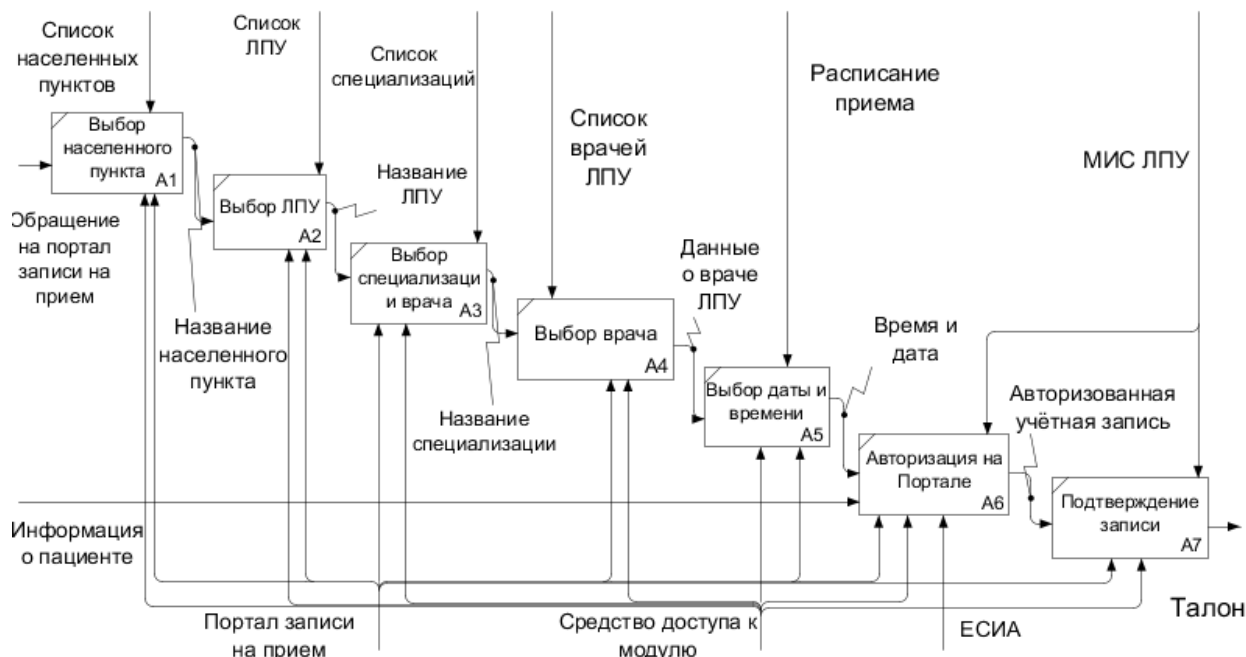 Список
населенных
пунктов
Список
ЛПУ
Список
специализаций
Список
врачей
ЛПУ
Расписание
приема
МИС ЛПУ
Выбор
населенного
пункта
A1
Обращение
на портал
записи на
прием
Выбор ЛПУ
A2
Название
ЛПУ
Название
населенного
пункта
Выбор
специализаци
и врача
A3
Название
специализации
Выбор врача
A4
Данные
о враче
ЛПУ
Выбор даты и
времени
A5
Время и
дата
Авторизация на
Портале
A6
Авторизованная
учётная запись
Подтверждение
записи
A7
Информация
о пациенте
Портал записи
на прием
Средство доступа к
модулю
ЕСИА
Талон